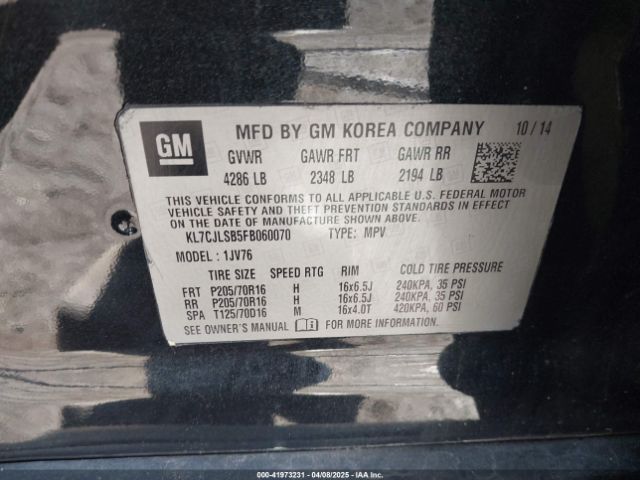 GM MFD BY GM KOREA COMPANY 10/14
GVWR GAWR FRT GAWR RR
4286 LB 2348 LB 2194 LB
THIS VEHICLE CONFORMS TO ALL APPLICABLE U.S. FEDERAL MOTOR
VEHICLE SAFETY AND THEFT PREVENTION STANDARDS IN EFFECT
ON THE DATE OF MANUFACTURE SHOWN ABOVE.
KL7CJLSB5FB060070 TYPE: MPV
MODEL: 1JV76
TIRE SIZE SPEED RTG RIM COLD TIRE PRESSURE
FRT P205/70R16 H 16x6.5J 240KPA, 35 PSI
RR P205/70R16 H 16x6.5J 240KPA, 35 PSI
SPA T125/70D16 M 16x4.0T 420KPA, 60 PSI
SEE OWNER'S MANUAL FOR MORE INFORMATION.
000-41973231 - 04/08/2025 - IAAI.com